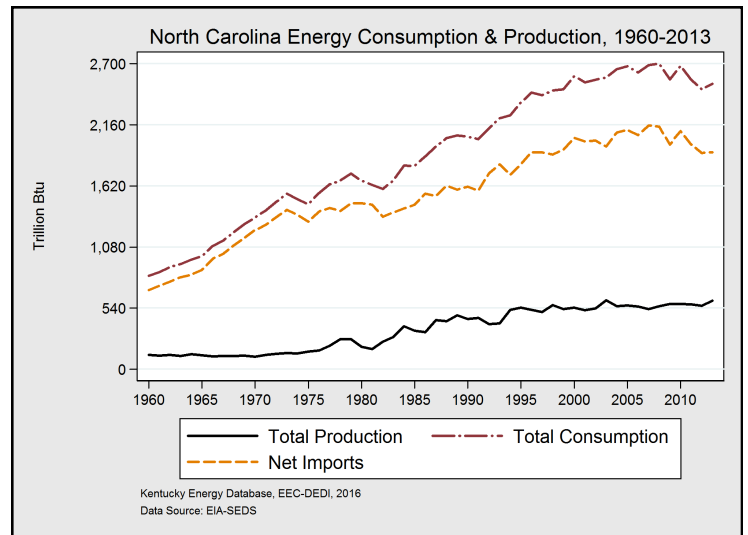 North Carolina Energy Consumption & Production, 1960-2013
2,700
2,160
1,620
1,080
540
0
Trillion Btu
1960 1965 1970 1975 1980 1985 1990 1995 2000 2005 2010
Total Production Total Consumption
Net Imports
Kentucky Energy Database, EEC-DEDI, 2016
Data Source: EIA-SEDS